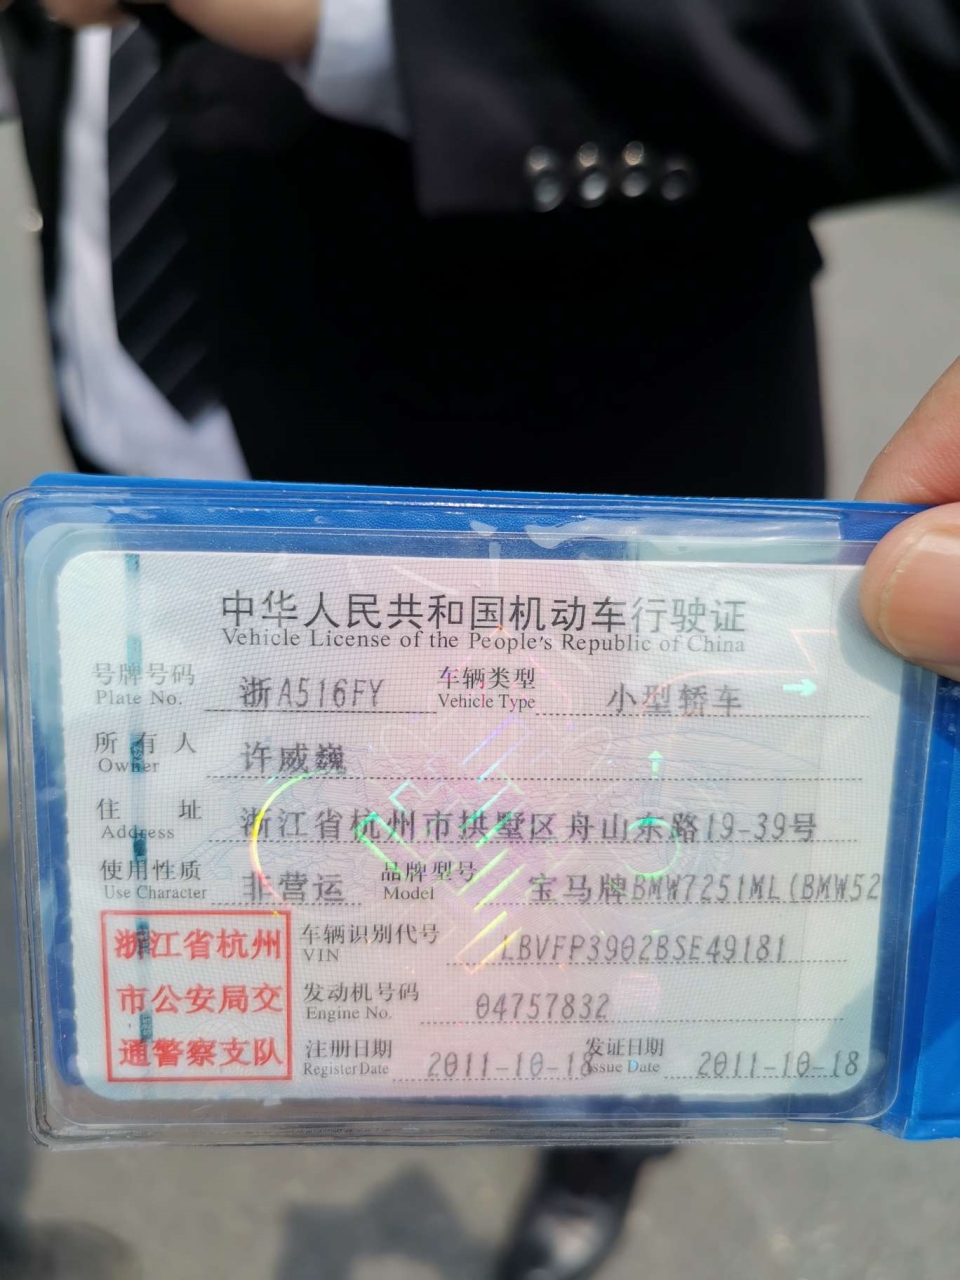 中华人民共和国机动车行驶证
Vehicle License of the People's Republic of China
号牌号码 浙A516FY 车辆类型 小型轿车
Plate No. Vehicle Type
所有人 许威巍
Owner
住址 浙江省杭州市拱墅区舟山东路19-39号
Address
使用性质 非营运 品牌型号 宝马牌BMW7251ML(BMW52
Use Character Model
浙江省杭州 车辆识别代号 LBVFP3902BSE49181
VIN
市公安局交 发动机号码 04757832
Engine No.
通警察支队 注册日期 2011-10-18 发证日期 2011-10-18
Register Date Issue Date